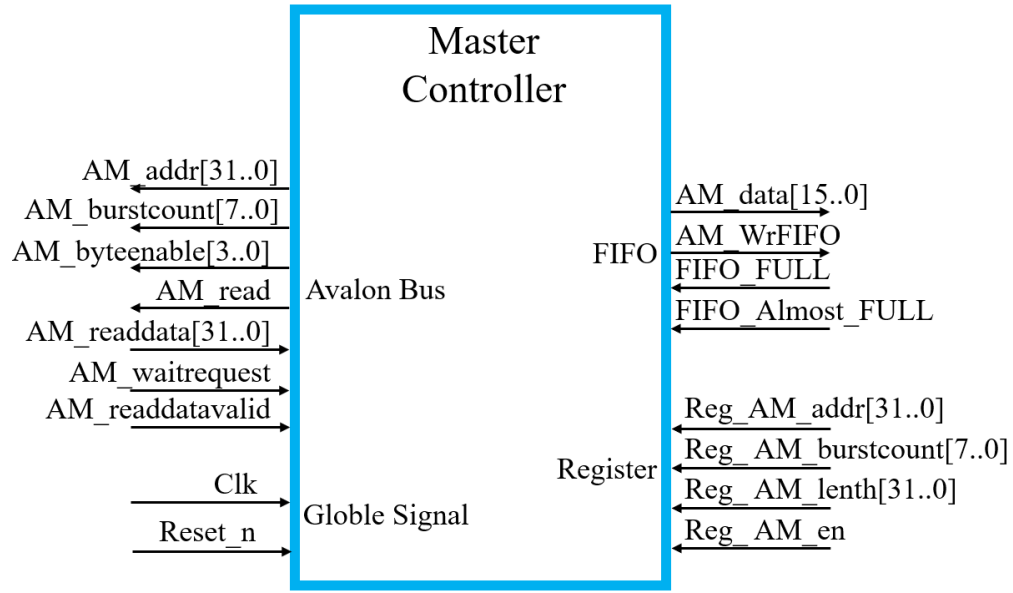 Master
Controller
AM_addr[31..0]
AM_burstcount[7..0]
AM_byteenable[3..0]
AM_read
AM_readdata[31..0]
AM_waitrequest
AM_readdatavalid
Avalon Bus
Clk
Reset_n
Globle Signal
FIFO
AM_data[15..0]
AM_WrFIFO
FIFO_FULL
FIFO_Almost_FULL
Register
Reg_AM_addr[31..0]
Reg_ AM_burstcount[7..0]
Reg_ AM_lenth[31..0]
Reg_ AM_en